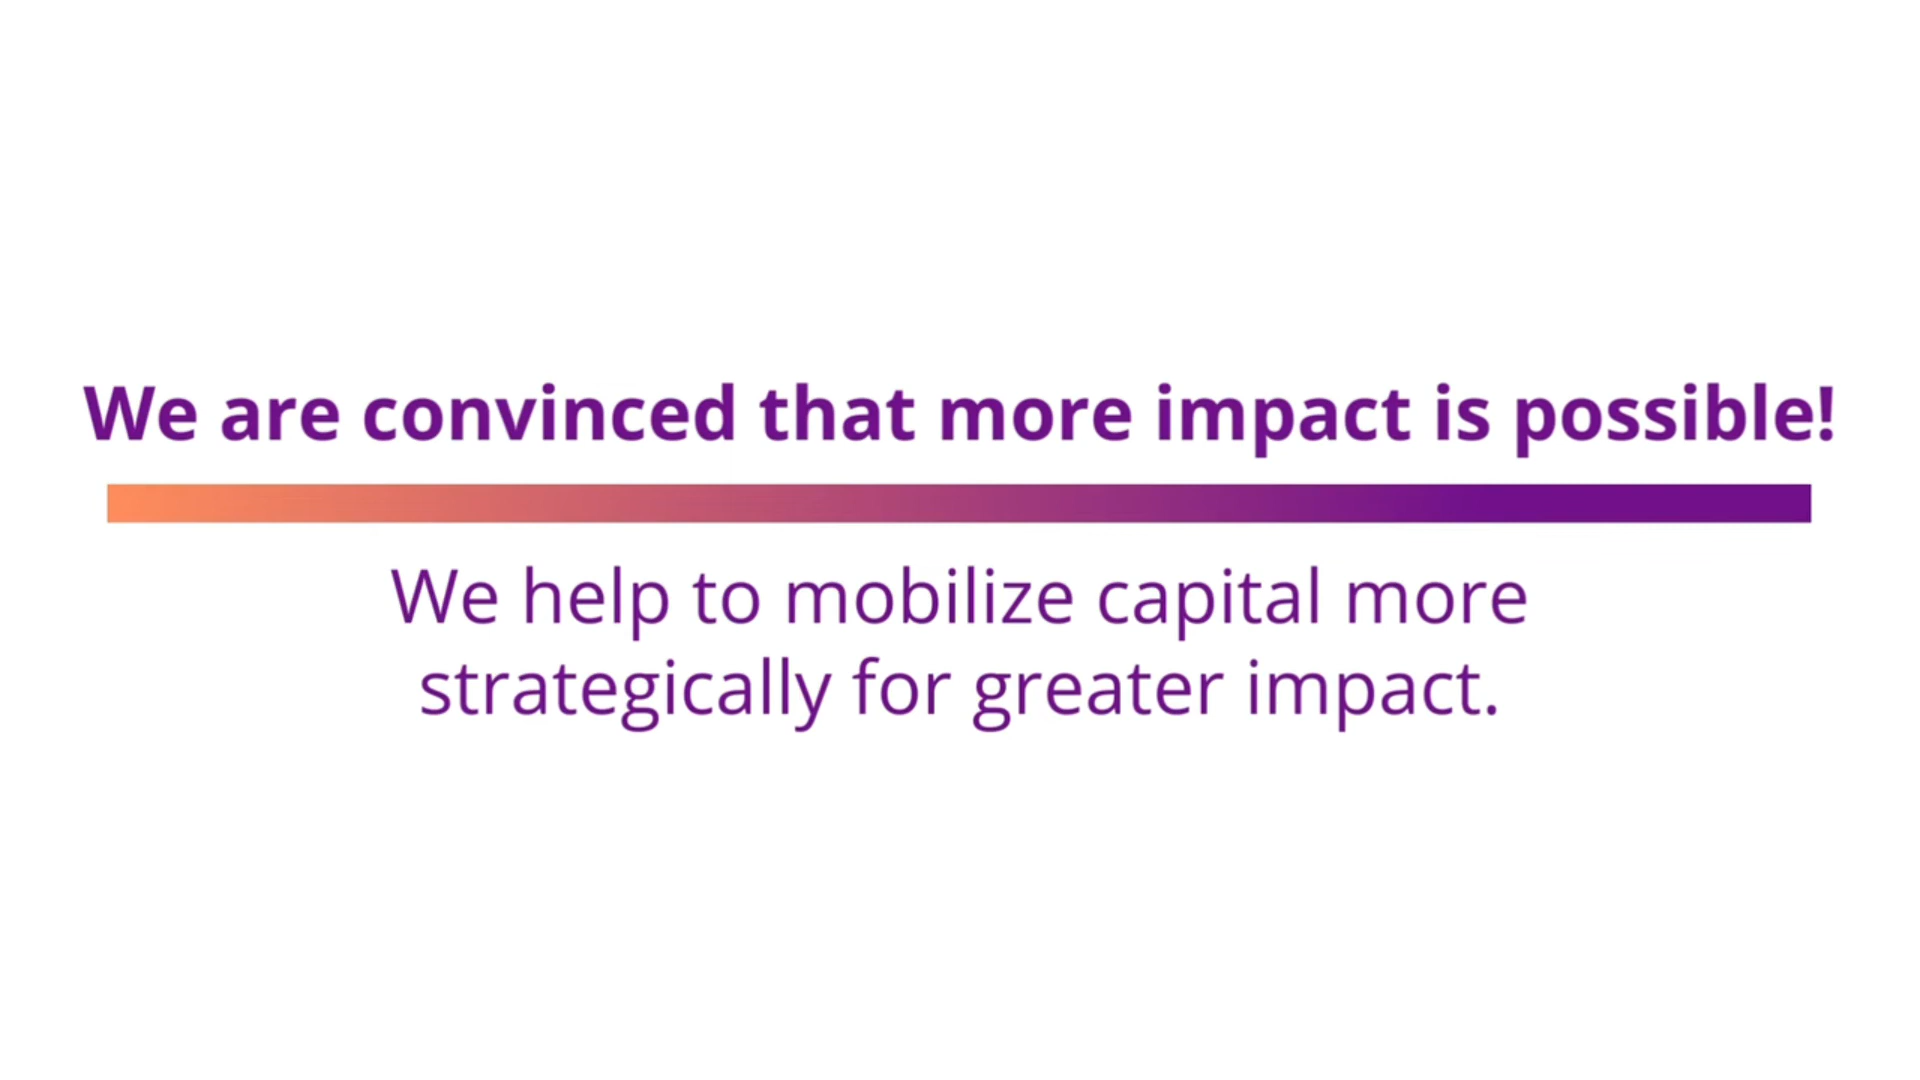 We are convinced that more impact is possible!
We help to mobilize capital more
strategically for greater impact.